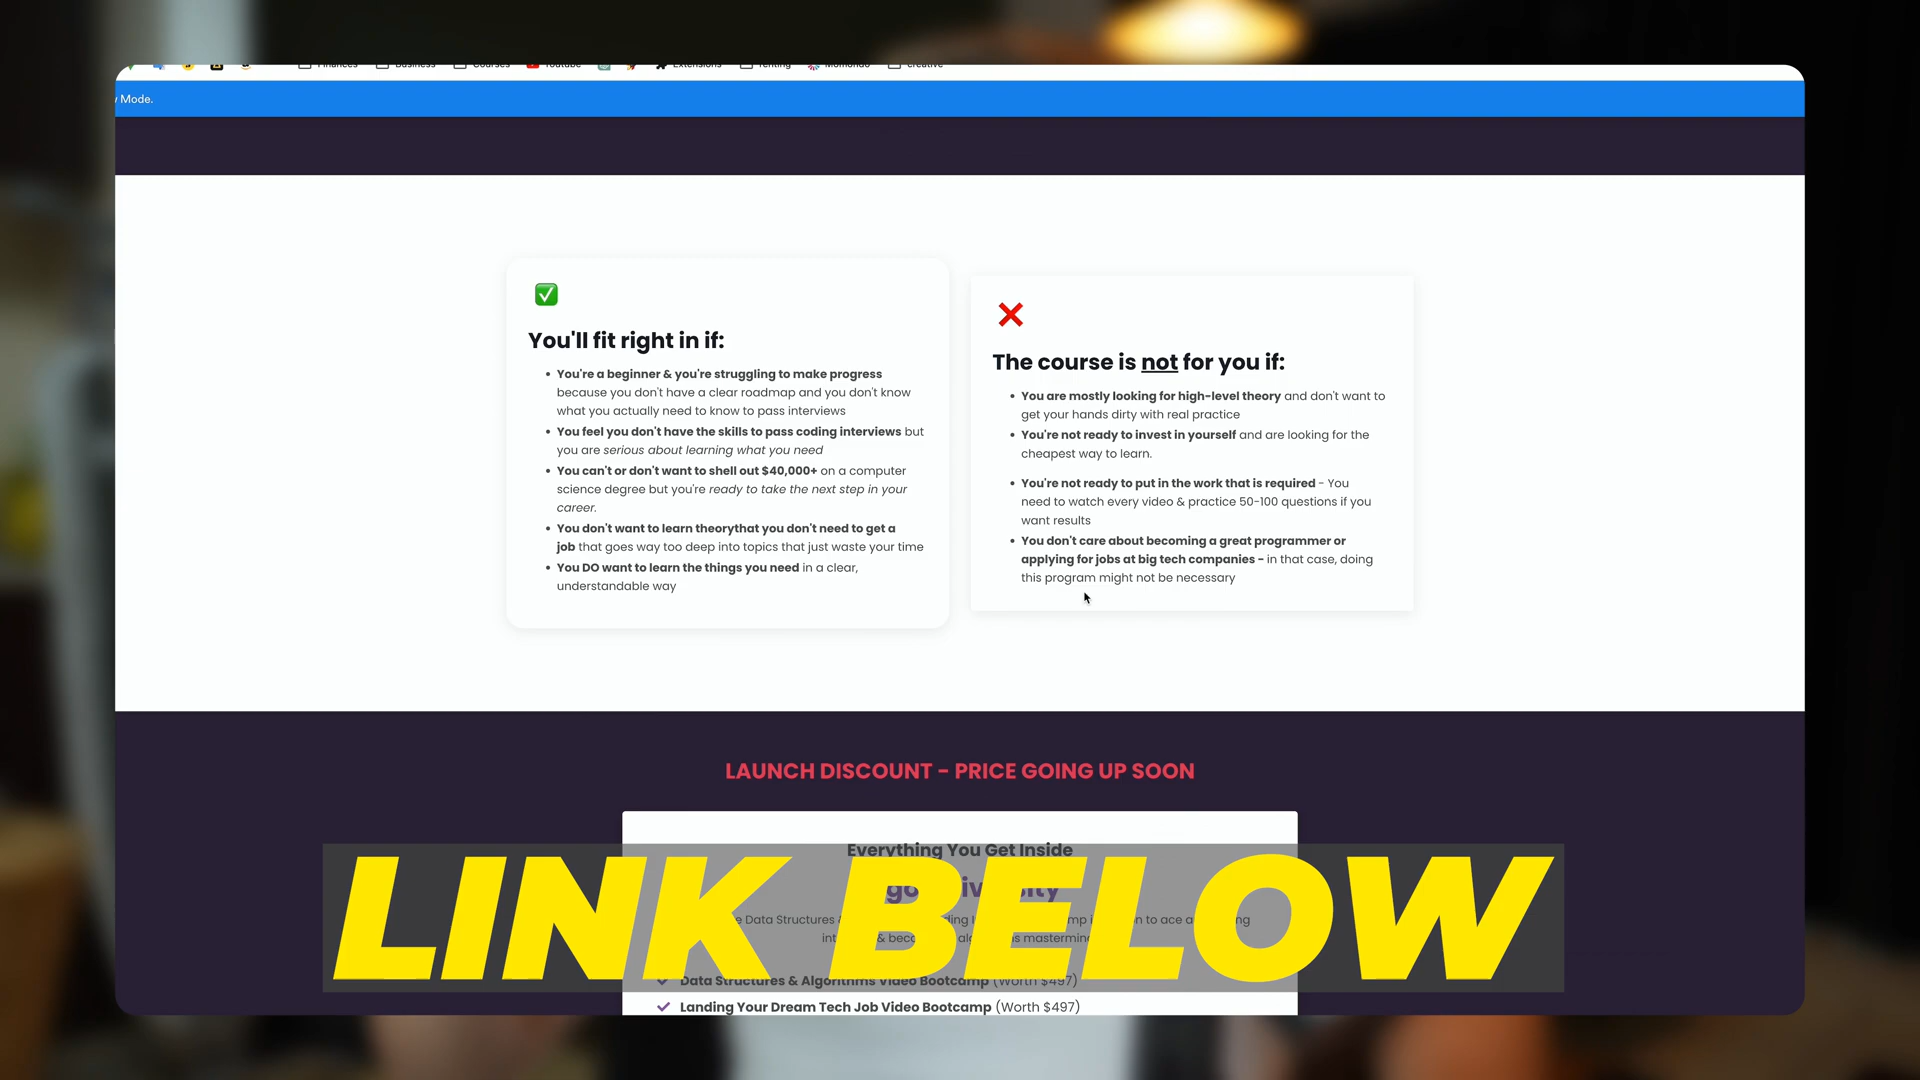 Mode.
You'll fit right in if:
• You're a beginner & you're struggling to make progress
because you don't have a clear roadmap and you don't know
what you actually need to know to pass interviews
• You feel you don't have the skills to pass coding interviews but
you are serious about learning what you need
• You can't or don't want to shell out $40,000+ on a computer
science degree but you're ready to take the next step in your
career.
• You don't want to learn theorythat you don't need to get a
job that goes way too deep into topics that just waste your time
• You DO want to learn the things you need in a clear,
understandable way
The course is not for you if:
• You are mostly looking for high-level theory and don't want to
get your hands dirty with real practice
• You're not ready to invest in yourself and are looking for the
cheapest way to learn.
• You're not ready to put in the work that is required - You
need to watch every video & practice 50-100 questions if you
want results
• You don't care about becoming a great programmer or
applying for jobs at big tech companies - in that case, doing
this program might not be necessary
LAUNCH DISCOUNT - PRICE GOING UP SOON
Everything You Get Inside
Data Structures
to ace
LINK BELOW
Data Structures & Algorithms Video Bootcamp (Worth $497)
Landing Your Dream Tech Job Video Bootcamp (Worth $497)